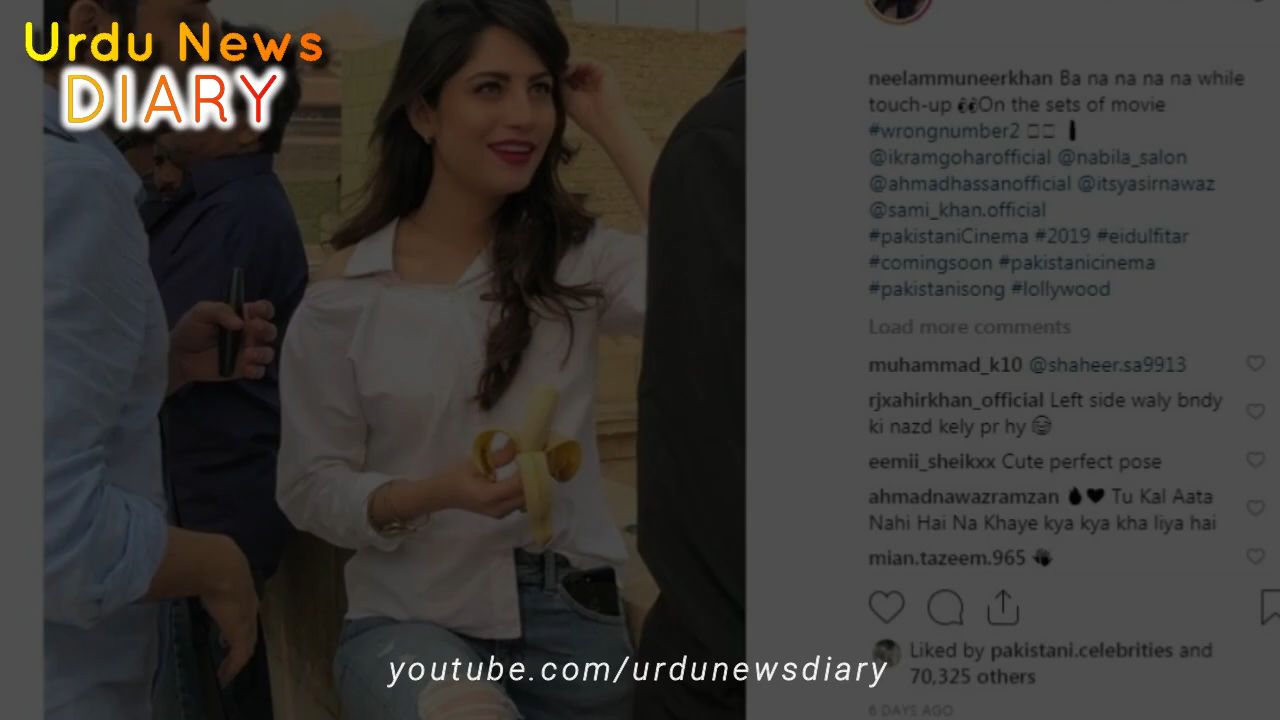 Urdu News
DIARY
neelammuneerkhan Ba na na na na while
touch-up 👀On the sets of movie
#wrongnumber2
@ikramgoharofficial @nabila_salon
@ahmadhassanofficial @itsyasirnawaz
@sami_khan.official
#pakistaniCinema #2019 #eidulfitar
#comingsoon #pakistanicinema
#pakistanisong #lollywood
Load more comments
muhammad_k10 @shaheer.sa9913
rjxahirkhan_official Left side waly bndy
ki nazd kely pr hy 😂
eemii_sheikxx Cute perfect pose
ahmadnawazramzan 💧❤ Tu Kal Aata
Nahi Hai Na Khaye kya kya kha liya hai
mian.tazeem.965 👋
Liked by pakistani.celebrities and
70,325 others
6 DAYS AGO
youtube.com/urdunewsdiary